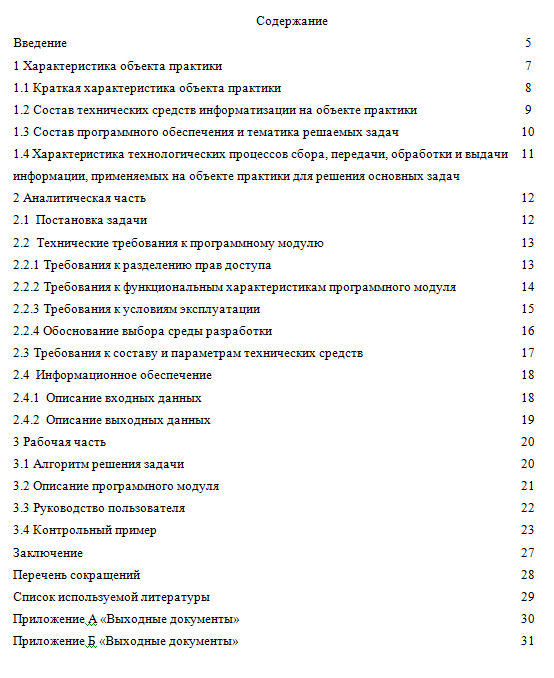 Содержание
Введение 5
1 Характеристика объекта практики 7
1.1 Краткая характеристика объекта практики 8
1.2 Состав технических средств информатизации на объекте практики 9
1.3 Состав программного обеспечения и тематика решаемых задач 10
1.4 Характеристика технологических процессов сбора, передачи, обработки и выдачи 11
информации, применяемых на объекте практики для решения основных задач
2 Аналитическая часть 12
2.1 Постановка задачи 12
2.2 Технические требования к программному модулю 13
2.2.1 Требования к разделению прав доступа 13
2.2.2 Требования к функциональным характеристикам программного модуля 14
2.2.3 Требования к условиям эксплуатации 15
2.2.4 Обоснование выбора среды разработки 16
2.3 Требования к составу и параметрам технических средств 17
2.4 Информационное обеспечение 18
2.4.1 Описание входных данных 18
2.4.2 Описание выходных данных 19
3 Рабочая часть 20
3.1 Алгоритм решения задачи 20
3.2 Описание программного модуля 21
3.3 Руководство пользователя 22
3.4 Контрольный пример 23
Заключение 27
Перечень сокращений 28
Список используемой литературы 29
Приложение А «Выходные документы» 30
Приложение Б «Выходные документы» 31